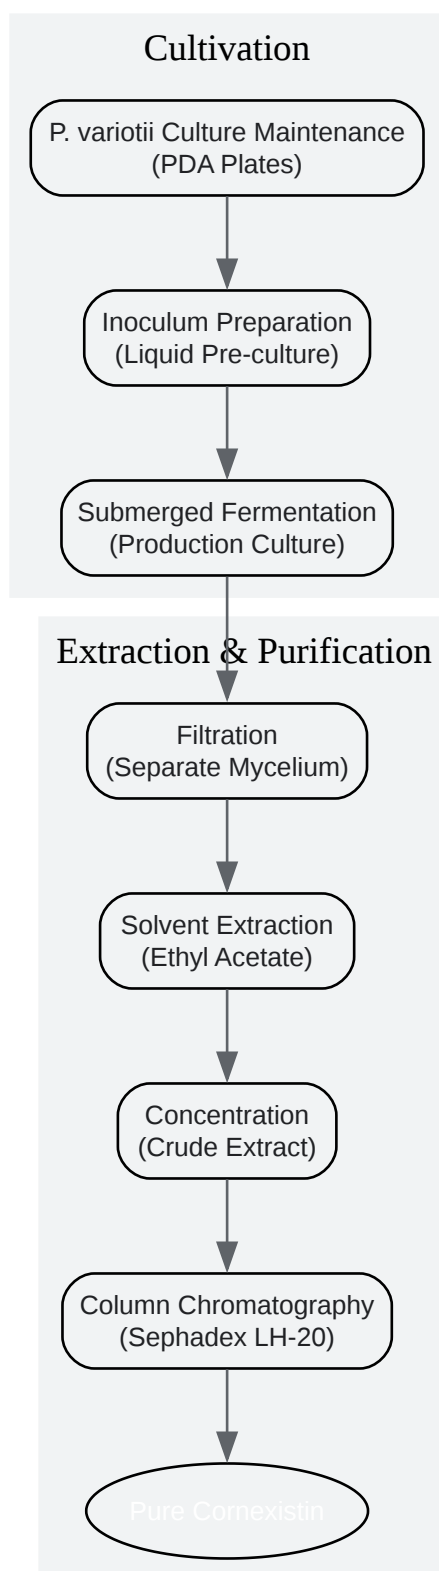 Cultivation
P. variotii Culture Maintenance
(PDA Plates)
Inoculum Preparation
(Liquid Pre-culture)
Submerged Fermentation
(Production Culture)
Extraction & Purification
Filtration
(Separate Mycelium)
Solvent Extraction
(Ethyl Acetate)
Concentration
(Crude Extract)
Column Chromatography
(Sephadex LH-20)
Pure Cornexistin